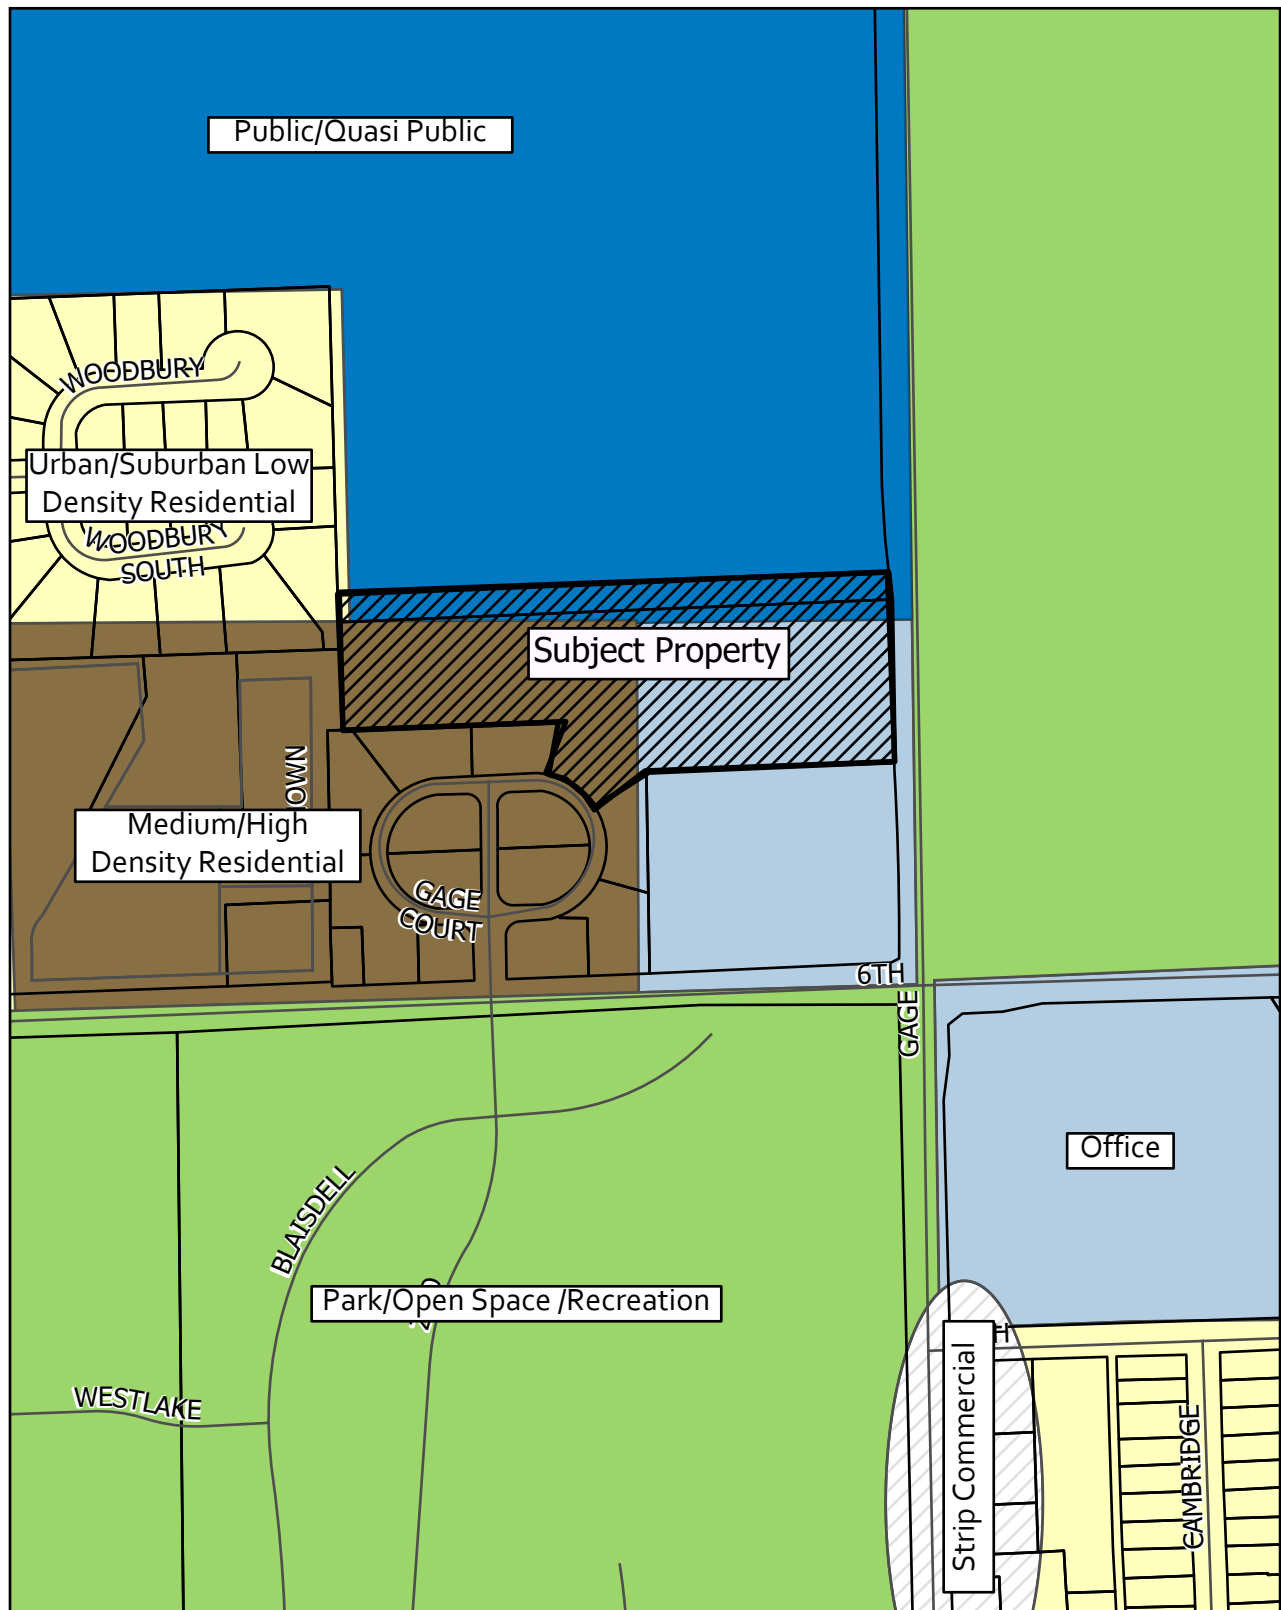 Public/Quasi Public
WOODBURY
Urban/Suburban Low
Density Residential
WOODBURY
SOUTH
Subject Property
Medium/High
Density Residential
GAGE
COURT
6TH
GAGE
Office
BLAISDELL
Park/Open Space /Recreation
WESTLAKE
Strip Commercial
CAMBRIDGE